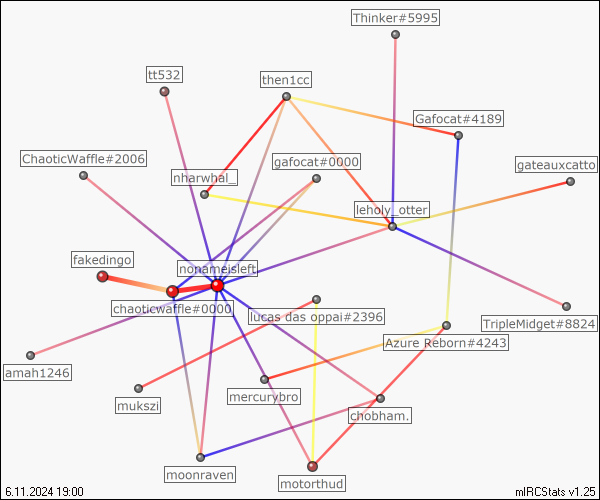 Thinker#5995
tt532
then1cc
Gafocat#4189
ChaoticWaffle#2006
gafocat#0000
gateauxcatto
nharwhal_
leholy_otter
fakedingo
nonameisleft
chaoticwaffle#0000
lucas das oppai#2396
TripleMidget#8824
Azure Reborn#4243
amah1246
mukszi
mercurybro
chobham.
moonraven
motorthud
6.11.2024 19:00
mIRCStats v1.25